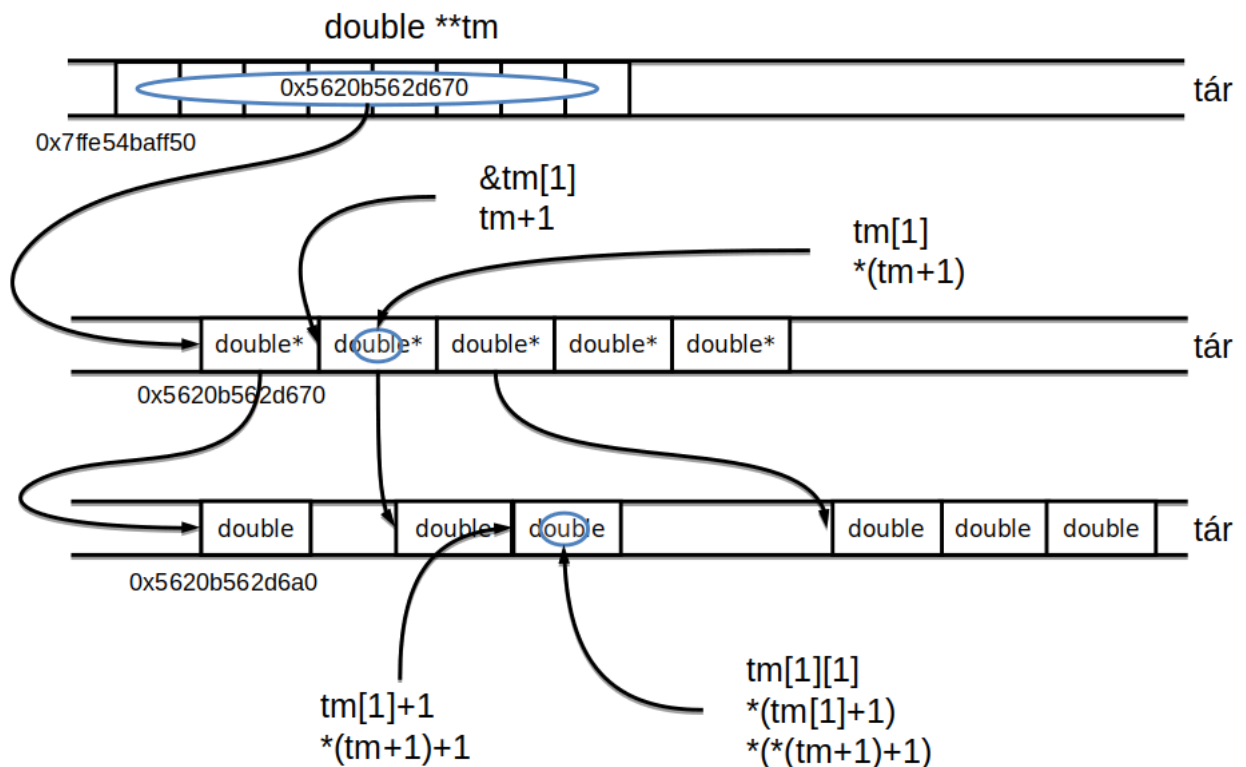 double **tm
0x5620b562d670
tár
0x7ffe54baff50
&tm[1]
tm+1
tm[1]
*(tm+1)
double* double* double* double* double*
tár
0x5620b562d670
double double double double double double
tár
0x5620b562d6a0
tm[1]+1
*(tm+1)+1
tm[1][1]
*(tm[1]+1)
*(*(tm+1)+1)